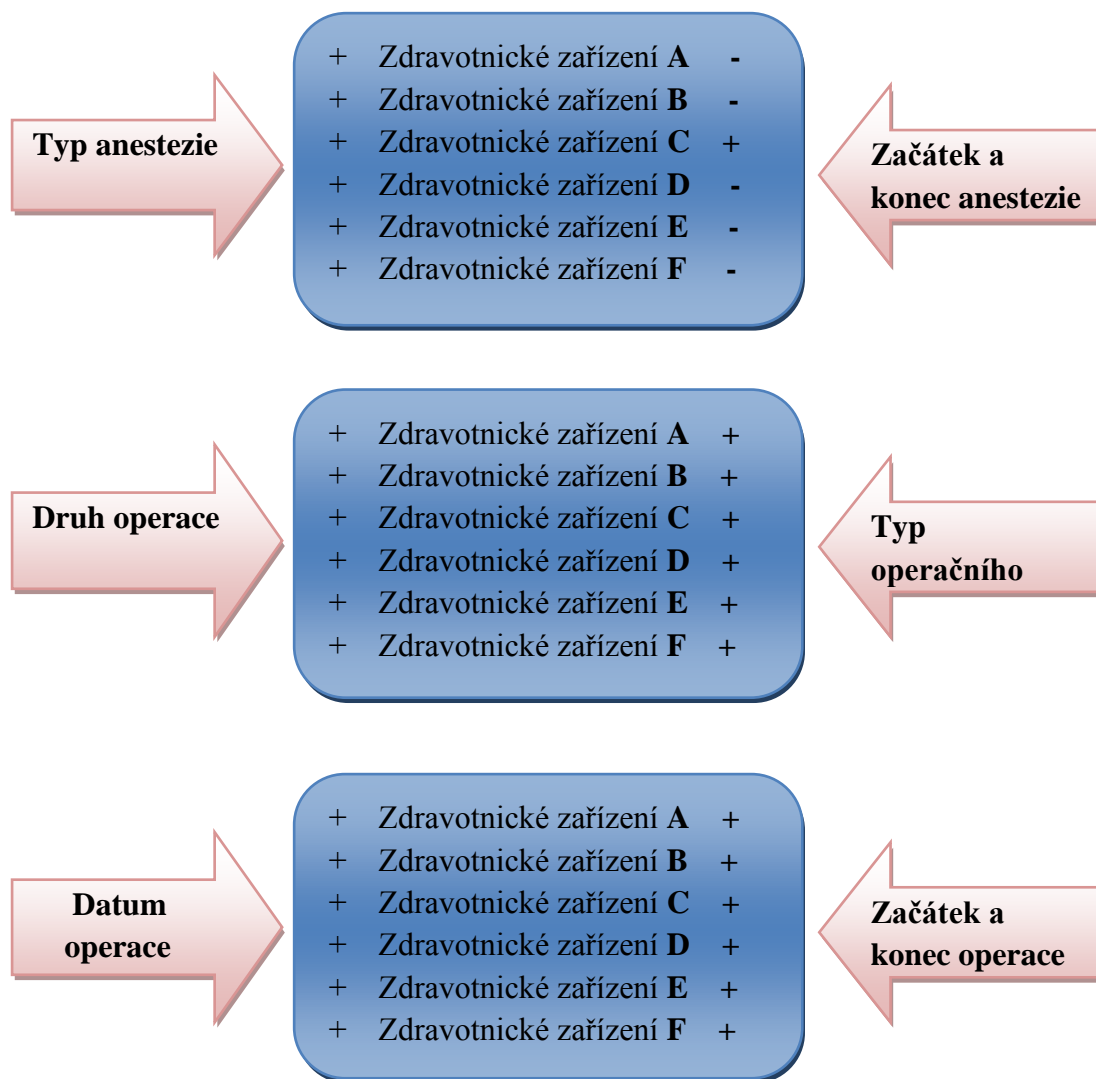 Typ anestezie
+ Zdravotnické zařízení A -
+ Zdravotnické zařízení B -
+ Zdravotnické zařízení C +
+ Zdravotnické zařízení D -
+ Zdravotnické zařízení E -
+ Zdravotnické zařízení F -
Začátek a
konec anestezie
Druh operace
+ Zdravotnické zařízení A +
+ Zdravotnické zařízení B +
+ Zdravotnické zařízení C +
+ Zdravotnické zařízení D +
+ Zdravotnické zařízení E +
+ Zdravotnické zařízení F +
Typ
operačního
Datum
operace
+ Zdravotnické zařízení A +
+ Zdravotnické zařízení B +
+ Zdravotnické zařízení C +
+ Zdravotnické zařízení D +
+ Zdravotnické zařízení E +
+ Zdravotnické zařízení F +
Začátek a
konec operace